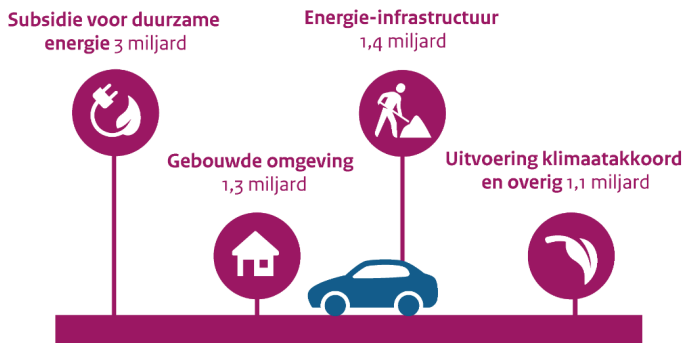 Subsidie voor duurzame
energie 3 miljard
Energie-infrastructuur
1,4 miljard
Gebouwde omgeving
1,3 miljard
Uitvoering klimaatakkoord
en overig 1,1 miljard